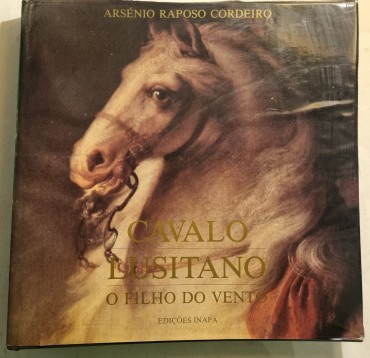 ARSÉNIO RAPOSO CORDEIRO
CAVALO
LUSITANO
O FILHO DO VENTO
EDIÇÕES INAPA